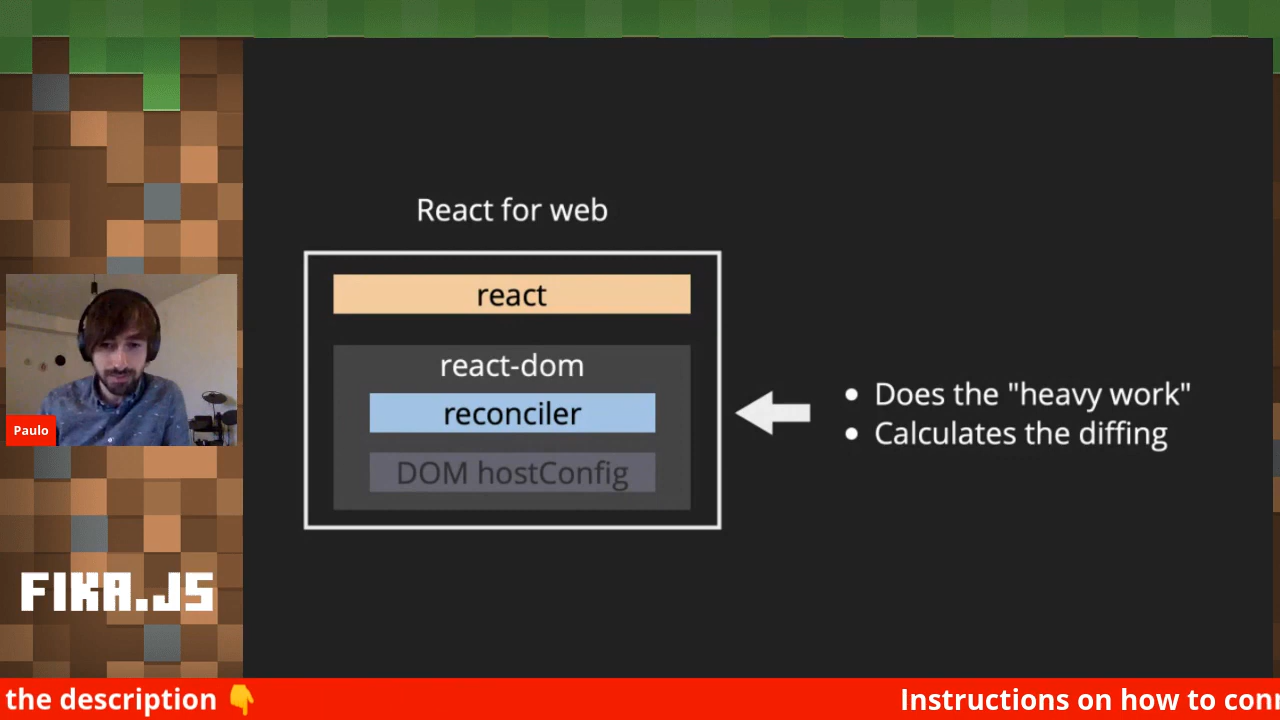 React for web
react
react-dom
reconciler
DOM hostConfig
• Does the "heavy work"
• Calculates the diffing
Paulo
FIKA.JS
the description 👇
Instructions on how to con